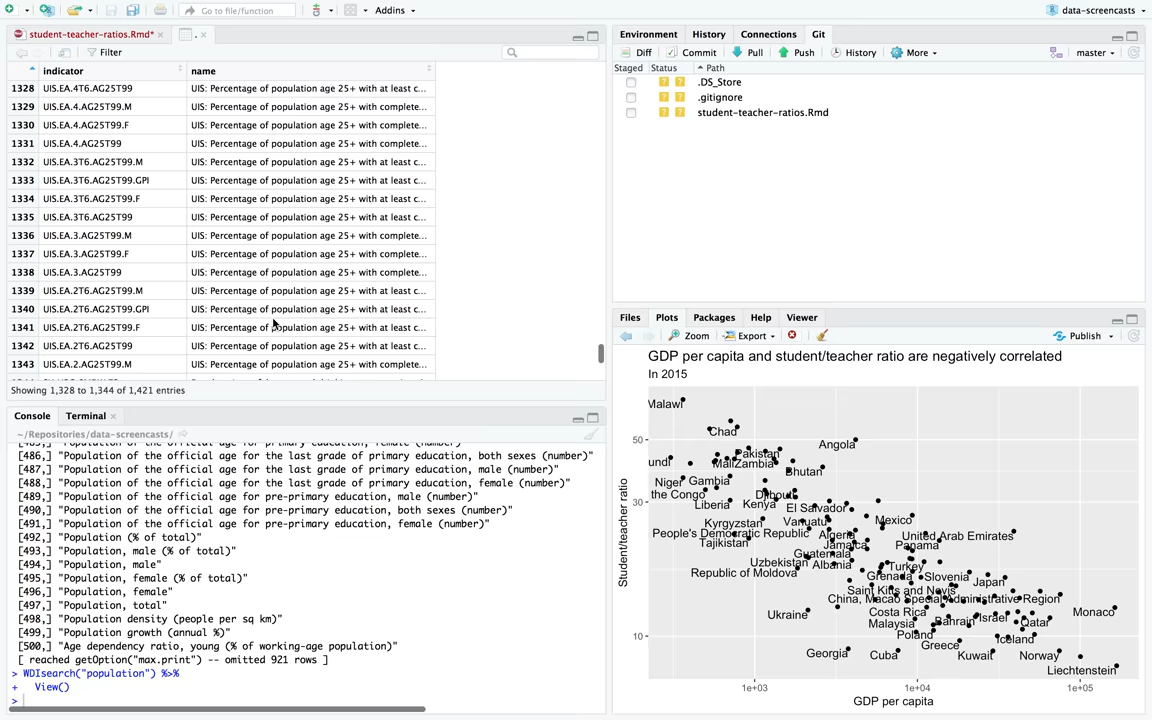 Go to file/function
Addins
data-screencasts
student-teacher-ratios.Rmd*
.
Filter
indicator name
1328 UIS.EA.4T6.AG25T99 UIS: Percentage of population age 25+ with at least c...
1329 UIS.EA.4.AG25T99.M UIS: Percentage of population age 25+ with complete...
1330 UIS.EA.4.AG25T99.F UIS: Percentage of population age 25+ with complete...
1331 UIS.EA.4.AG25T99 UIS: Percentage of population age 25+ with complete...
1332 UIS.EA.3T6.AG25T99.M UIS: Percentage of population age 25+ with at least c...
1333 UIS.EA.3T6.AG25T99.GPI UIS: Percentage of population age 25+ with at least c...
1334 UIS.EA.3T6.AG25T99.F UIS: Percentage of population age 25+ with at least c...
1335 UIS.EA.3T6.AG25T99 UIS: Percentage of population age 25+ with at least c...
1336 UIS.EA.3.AG25T99.M UIS: Percentage of population age 25+ with complete...
1337 UIS.EA.3.AG25T99.F UIS: Percentage of population age 25+ with complete...
1338 UIS.EA.3.AG25T99 UIS: Percentage of population age 25+ with complete...
1339 UIS.EA.2T6.AG25T99.M UIS: Percentage of population age 25+ with at least c...
1340 UIS.EA.2T6.AG25T99.GPI UIS: Percentage of population age 25+ with at least c...
1341 UIS.EA.2T6.AG25T99.F UIS: Percentage of population age 25+ with at least c...
1342 UIS.EA.2T6.AG25T99 UIS: Percentage of population age 25+ with at least c...
1343 UIS.EA.2.AG25T99.M UIS: Percentage of population age 25+ with complete...
Showing 1,328 to 1,344 of 1,421 entries
Console Terminal
~/Repositories/data-screencasts/
[485,] "Population of the official age for primary education, female (number)"
[486,] "Population of the official age for the last grade of primary education, both sexes (number)"
[487,] "Population of the official age for the last grade of primary education, male (number)"
[488,] "Population of the official age for the last grade of primary education, female (number)"
[489,] "Population of the official age for pre-primary education, male (number)"
[490,] "Population of the official age for pre-primary education, both sexes (number)"
[491,] "Population of the official age for pre-primary education, female (number)"
[492,] "Population (% of total)"
[493,] "Population, male (% of total)"
[494,] "Population, male"
[495,] "Population, female (% of total)"
[496,] "Population, female"
[497,] "Population, total"
[498,] "Population density (people per sq km)"
[499,] "Population growth (annual %)"
[500,] "Age dependency ratio, young (% of working-age population)"
[ reached getOption("max.print") -- omitted 921 rows ]
> WDIsearch("population") %>%
+ View()
>
Environment History Connections Git
Diff Commit Pull Push History More master
Staged Status Path
.DS_Store
.gitignore
student-teacher-ratios.Rmd
Files Plots Packages Help Viewer
Zoom Export Publish
GDP per capita and student/teacher ratio are negatively correlated
In 2015
Malawi
Chad
50
Angola
Pakistan
undi
Mali
Zambia
Bhutan
Niger
Gambia
the Congo
Djibouti
Liberia
Kenya
30
El Salvador
Kyrgyzstan
Vanuatu
Mexico
People's Democratic Republic
Algeria
United Arab Emirates
Tajikistan
Jamaica
Panama
Guatemala
Uzbekistan
Albania
Turkey
Republic of Moldova
Grenada
Slovenia
Japan
Saint Kitts and Nevis
China, Macao Special Administrative Region
Ukraine
Costa Rica
Monaco
Malaysia
Bahrain
Israel
Qatar
Poland
10
Greece
Iceland
Georgia
Cuba
Kuwait
Norway
Liechtenstein
Student/teacher ratio
1e+03 1e+04 1e+05
GDP per capita